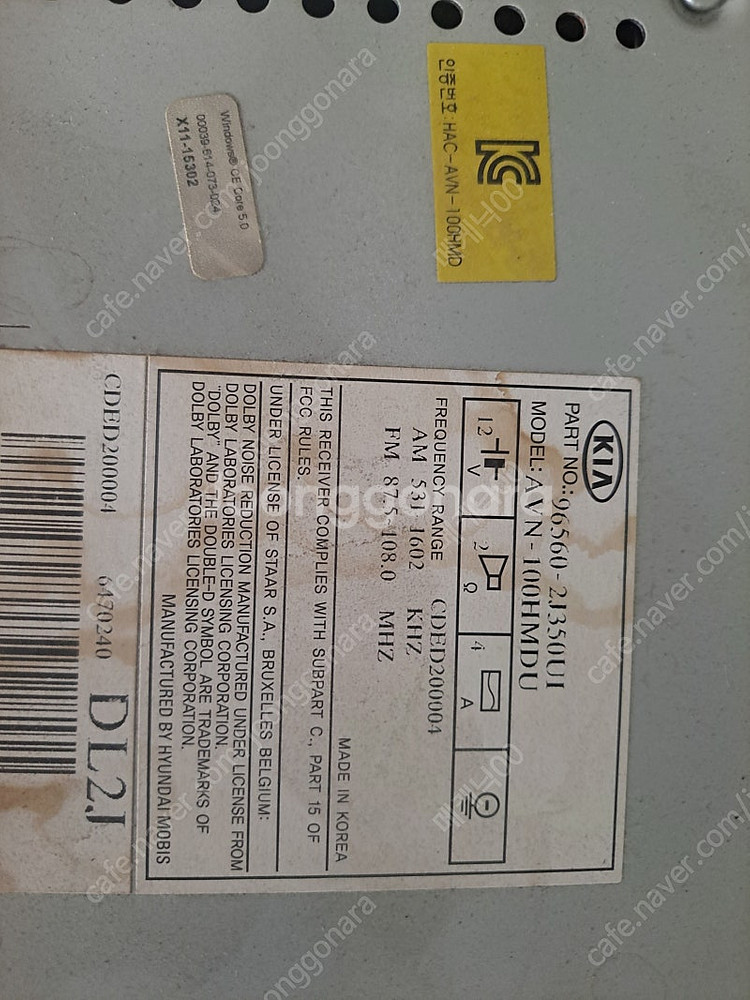 인증번호 : HAC-AVN-100HMD
Windows® CE Core 5.0
00039-614-073-024
X11-15302
KIA
PART NO.: 96560-2J350UI
MODEL: AVN-100HMDU
12 V
2 Ω
4 A
FREQUENCY RANGE CDED200004
AM 531-1602 KHZ
FM 87.5-108.0 MHZ
MADE IN KOREA
THIS RECEIVER COMPLIES WITH SUBPART C., PART 15 OF
FCC RULES.
UNDER LICENSE OF STAAR S.A., BRUXELLES BELGIUM:
DOLBY NOISE REDUCTION MANUFACTURED UNDER LICENSE FROM
DOLBY LABORATORIES LICENSING CORPORATION.
"DOLBY" AND THE DOUBLE-D SYMBOL ARE TRADEMARKS OF
DOLBY LABORATORIES LICENSING CORPORATION.
MANUFACTURED BY HYUNDAI MOBIS
CDED200004 6470240 DL2J
joonggonara
cafe.naver.com